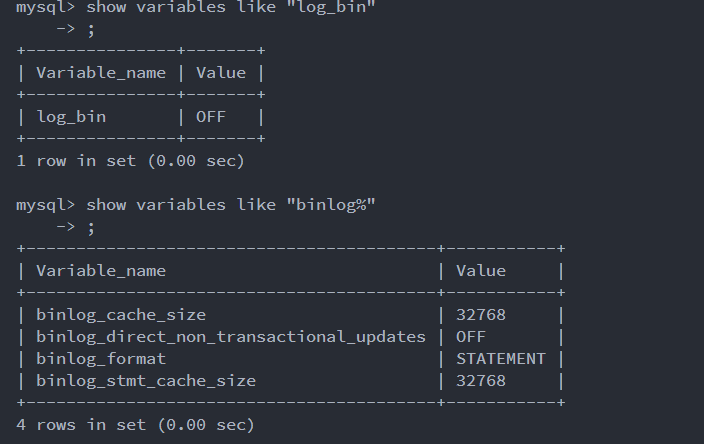 mysql> show variables like "log_bin"
    -> ;
+---------------+-------+
| Variable_name | Value |
+---------------+-------+
| log_bin       | OFF   |
+---------------+-------+
1 row in set (0.00 sec)

mysql> show variables like "binlog%"
    -> ;
+-----------------------------------------+-----------+
| Variable_name                           | Value     |
+-----------------------------------------+-----------+
| binlog_cache_size                       | 32768     |
| binlog_direct_non_transactional_updates | OFF       |
| binlog_format                           | STATEMENT |
| binlog_stmt_cache_size                  | 32768     |
+-----------------------------------------+-----------+
4 rows in set (0.00 sec)